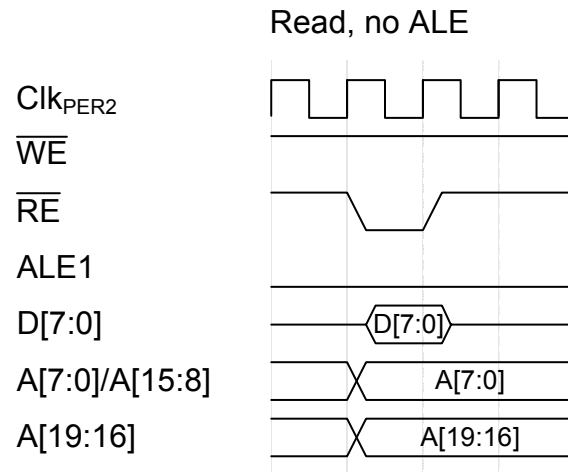 Read, no ALE
ClkPER2
WE
RE
ALE1
D[7:0] D[7:0]
A[7:0]/A[15:8] A[7:0]
A[19:16] A[19:16]